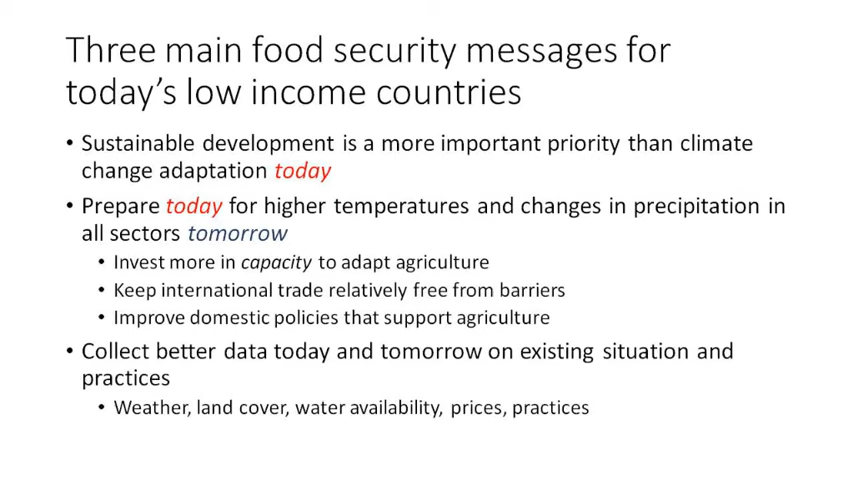 Three main food security messages for
today's low income countries
• Sustainable development is a more important priority than climate
change adaptation today
• Prepare today for higher temperatures and changes in precipitation in
all sectors tomorrow
• Invest more in capacity to adapt agriculture
• Keep international trade relatively free from barriers
• Improve domestic policies that support agriculture
• Collect better data today and tomorrow on existing situation and
practices
• Weather, land cover, water availability, prices, practices